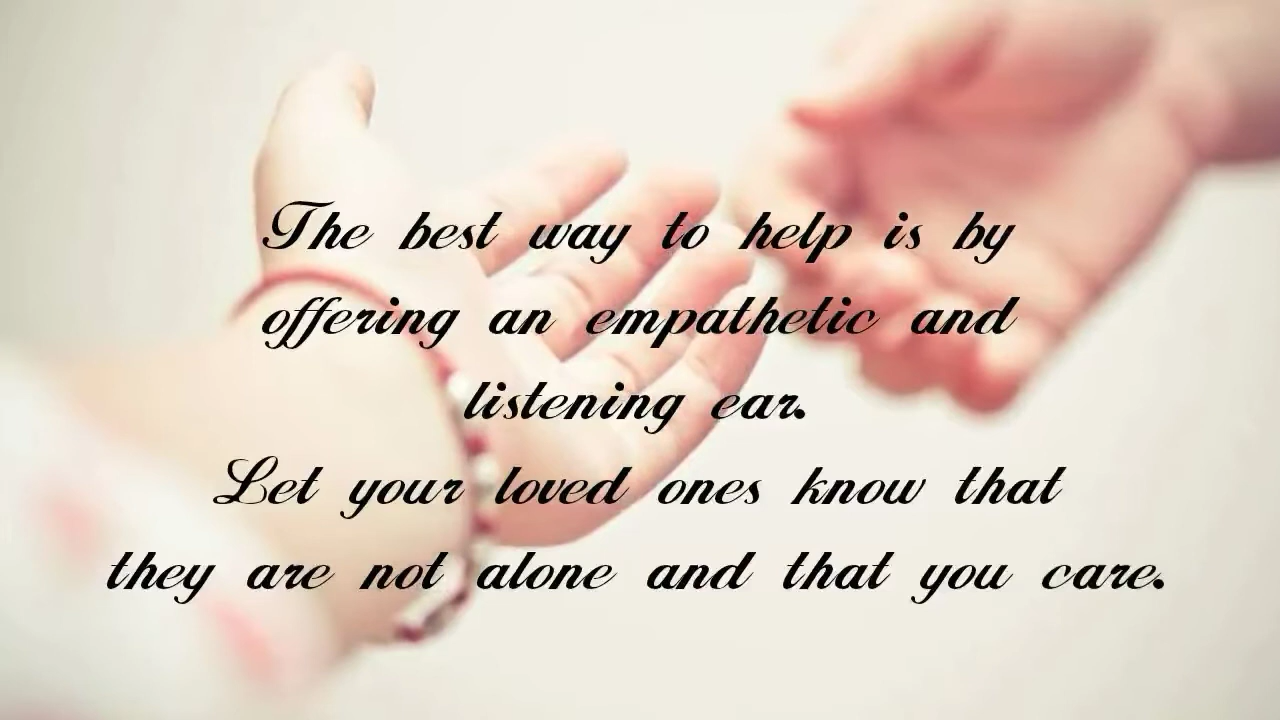 The best way to help is by
offering an empathetic and
listening ear.
Let your loved ones know that
they are not alone and that you care.